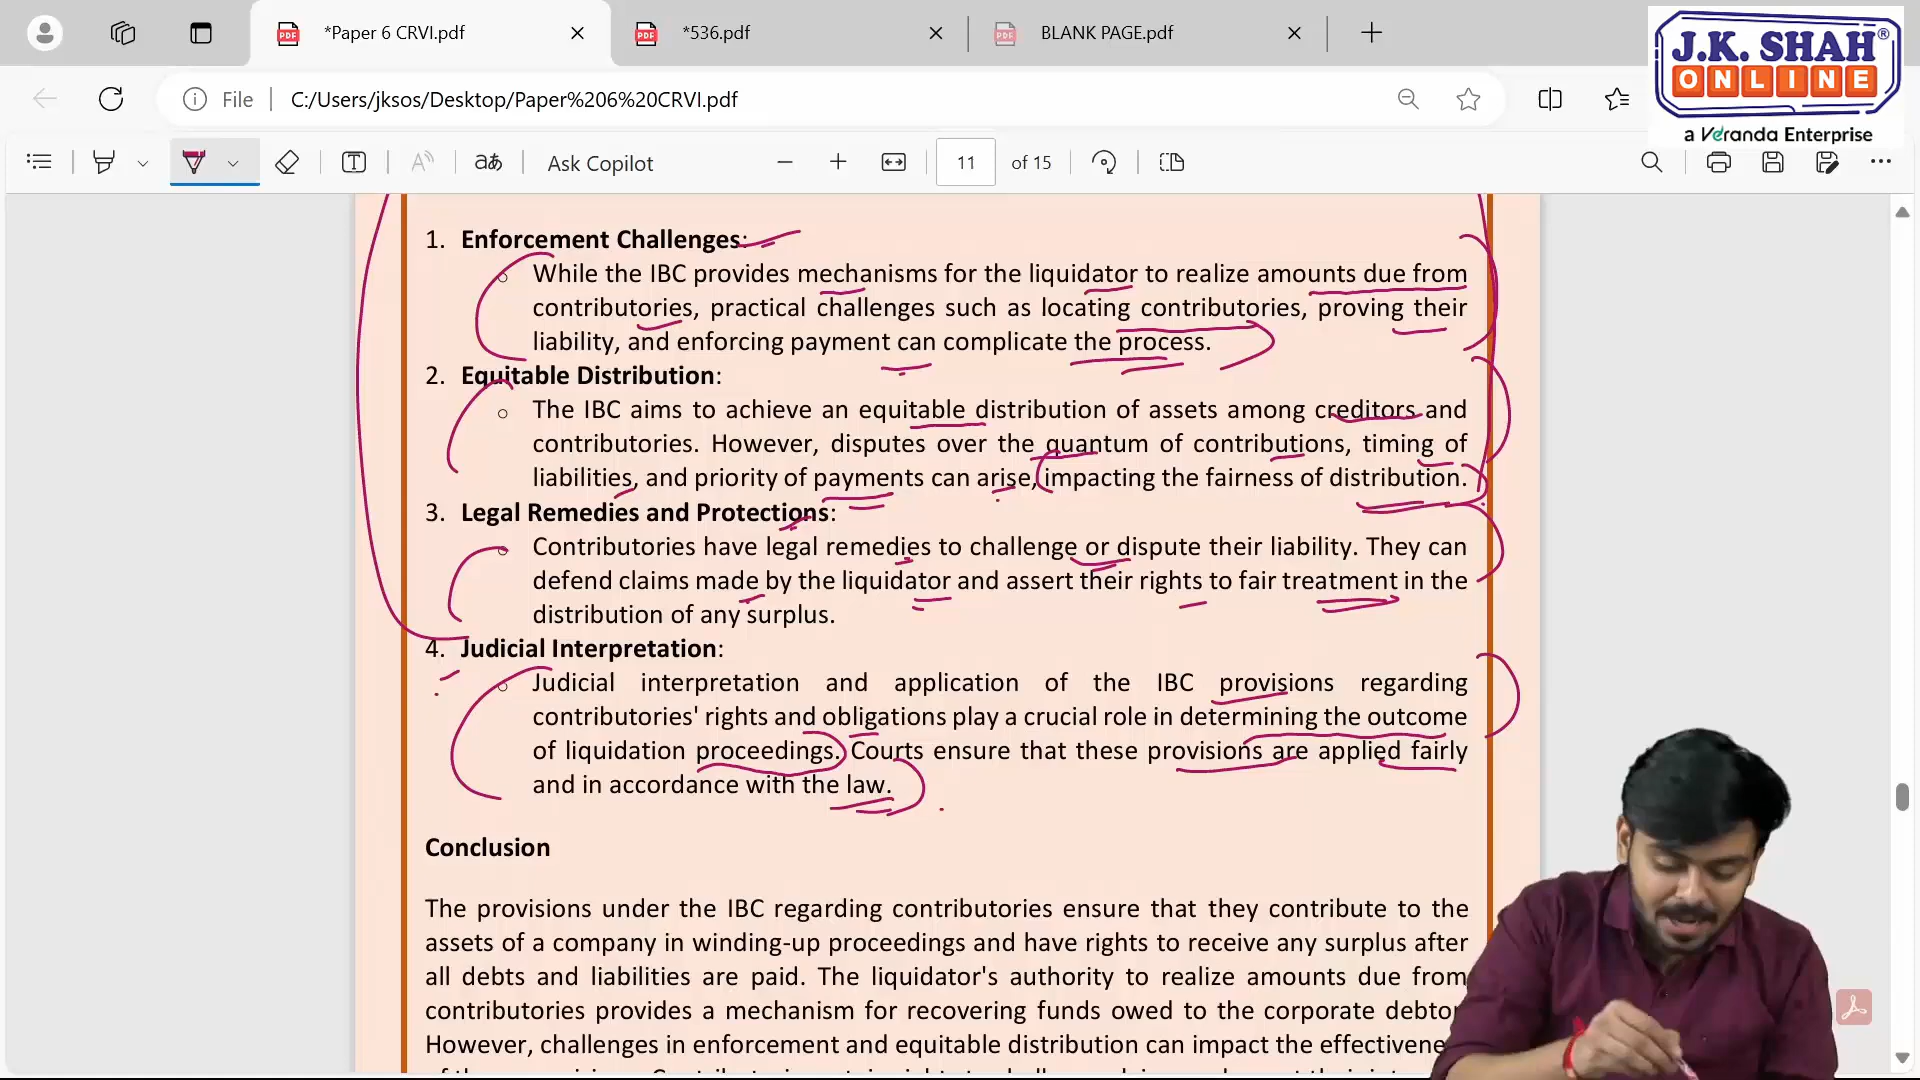 *Paper 6 CRVI.pdf
*536.pdf
BLANK PAGE.pdf
J.K. SHAH®
ONLINE
a Veranda Enterprise
File
C:/Users/jksos/Desktop/Paper%206%20CRVI.pdf
aあ
Ask Copilot
11 of 15
1. Enforcement Challenges:
While the IBC provides mechanisms for the liquidator to realize amounts due from
contributories, practical challenges such as locating contributories, proving their
liability, and enforcing payment can complicate the process.
2. Equitable Distribution:
The IBC aims to achieve an equitable distribution of assets among creditors and
contributories. However, disputes over the quantum of contributions, timing of
liabilities, and priority of payments can arise, impacting the fairness of distribution.
3. Legal Remedies and Protections:
Contributories have legal remedies to challenge or dispute their liability. They can
defend claims made by the liquidator and assert their rights to fair treatment in the
distribution of any surplus.
4. Judicial Interpretation:
Judicial interpretation and application of the IBC provisions regarding
contributories' rights and obligations play a crucial role in determining the outcome
of liquidation proceedings. Courts ensure that these provisions are applied fairly
and in accordance with the law.
Conclusion
The provisions under the IBC regarding contributories ensure that they contribute to the
assets of a company in winding-up proceedings and have rights to receive any surplus after
all debts and liabilities are paid. The liquidator's authority to realize amounts due from
contributories provides a mechanism for recovering funds owed to the corporate debtor
However, challenges in enforcement and equitable distribution can impact the